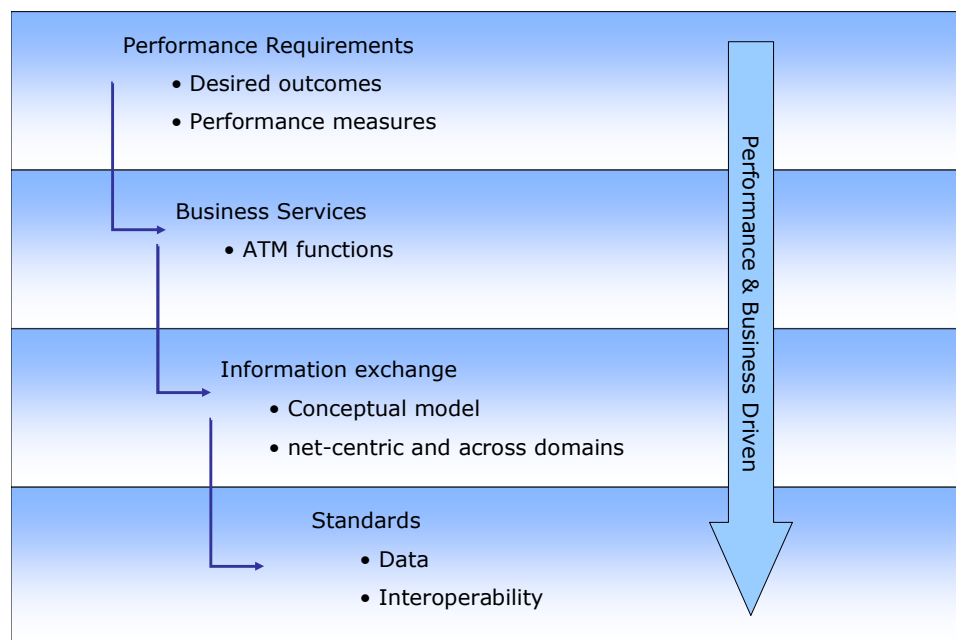 Performance Requirements
• Desired outcomes
• Performance measures
Business Services
• ATM functions
Information exchange
• Conceptual model
• net-centric and across domains
Standards
• Data
• Interoperability
Performance & Business Driven